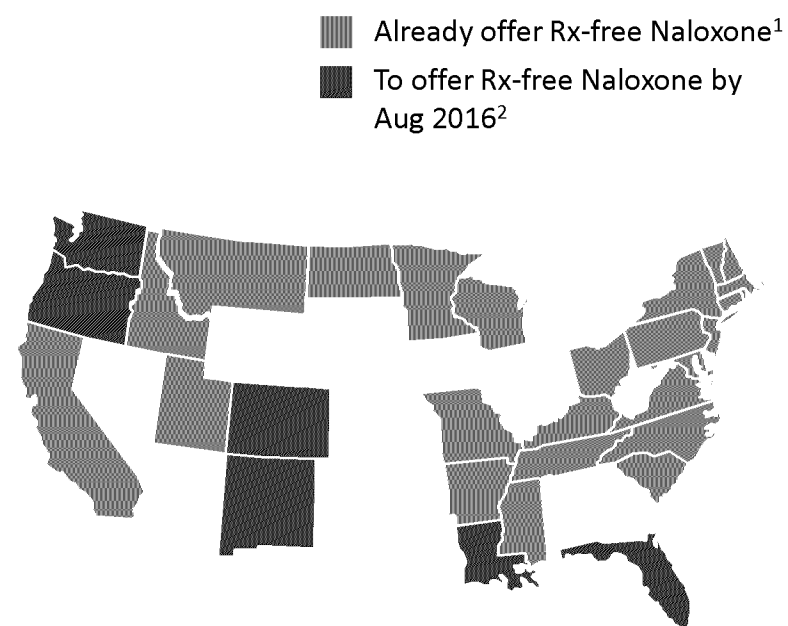 Already offer Rx-free Naloxone¹
To offer Rx-free Naloxone by
Aug 2016²